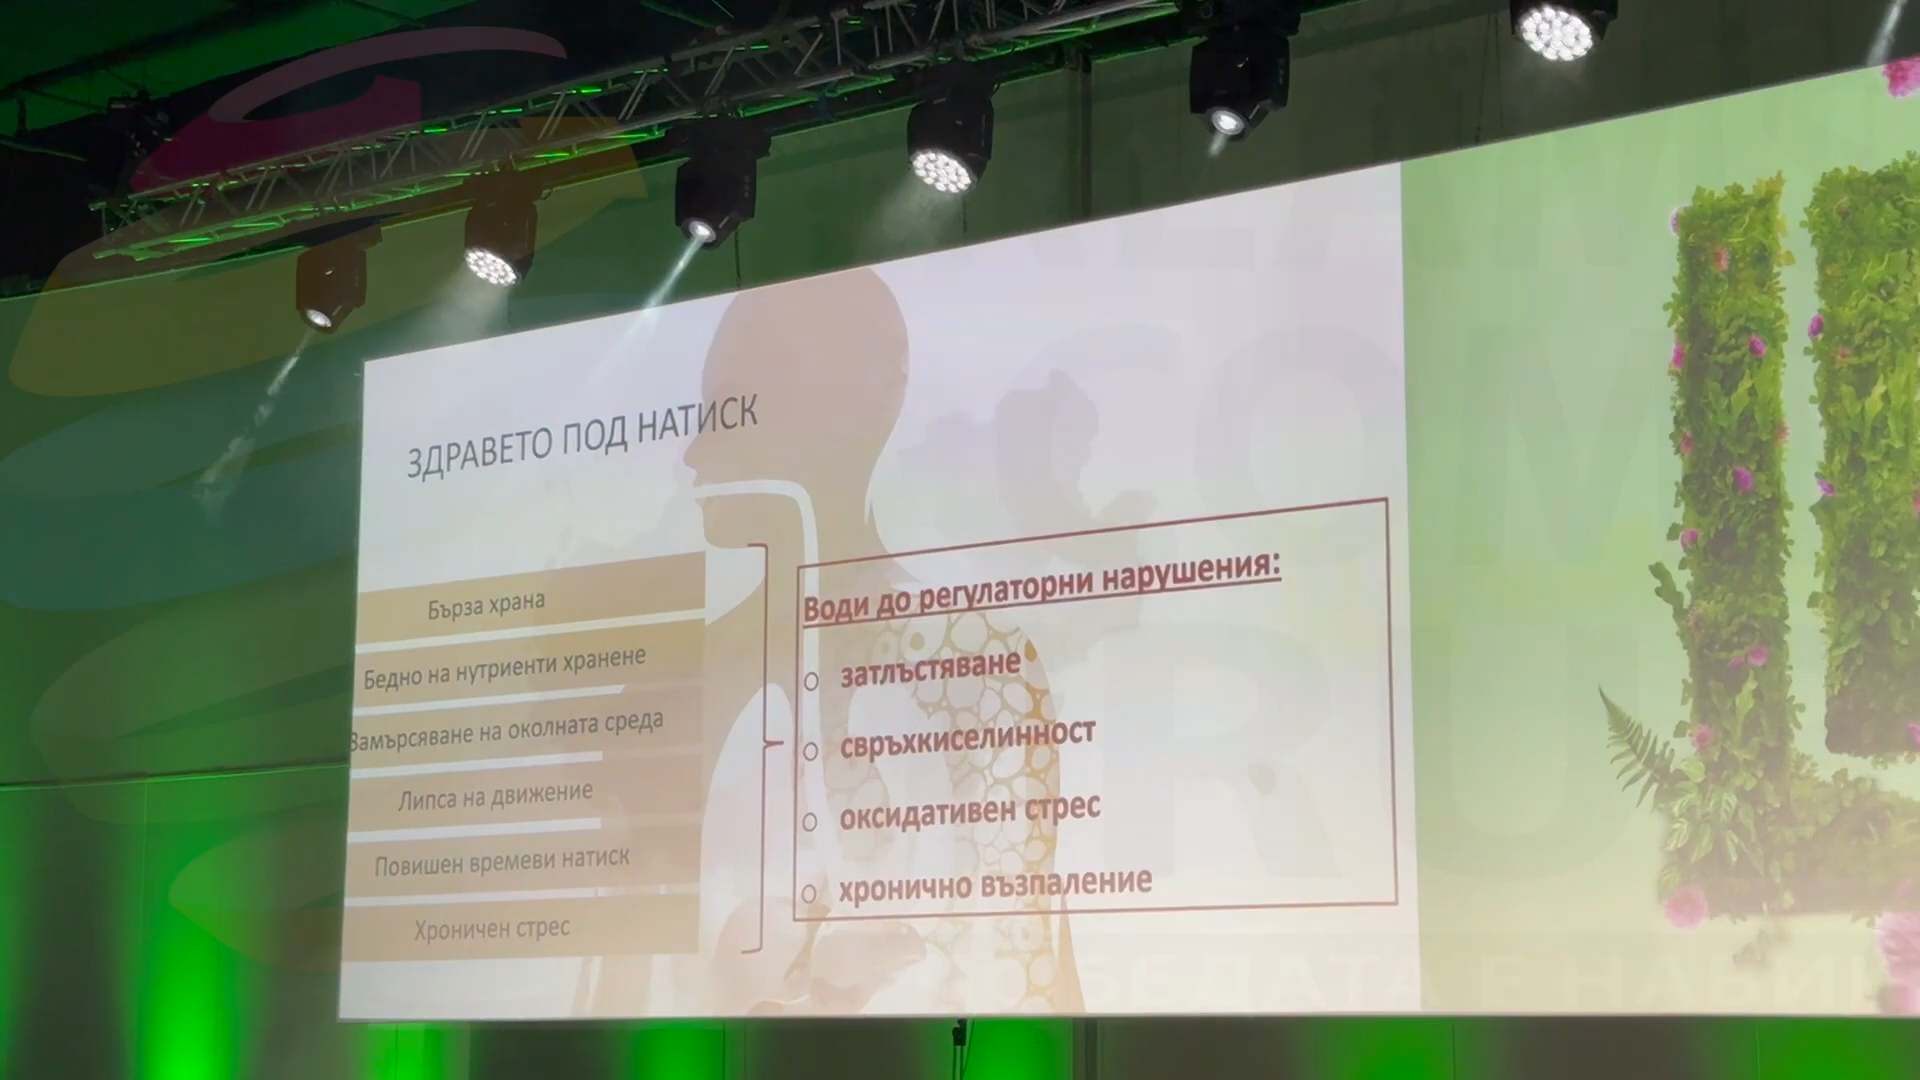 ЗДРАВЕТО ПОД НАТИСК
Бърза храна
Бедно на нутриенти хранене
Замърсяване на околната среда
Липса на движение
Повишен времеви натиск
Хроничен стрес
Води до регулаторни нарушения:
затлъстяване
свръхкиселинност
оксидативен стрес
хронично възпаление